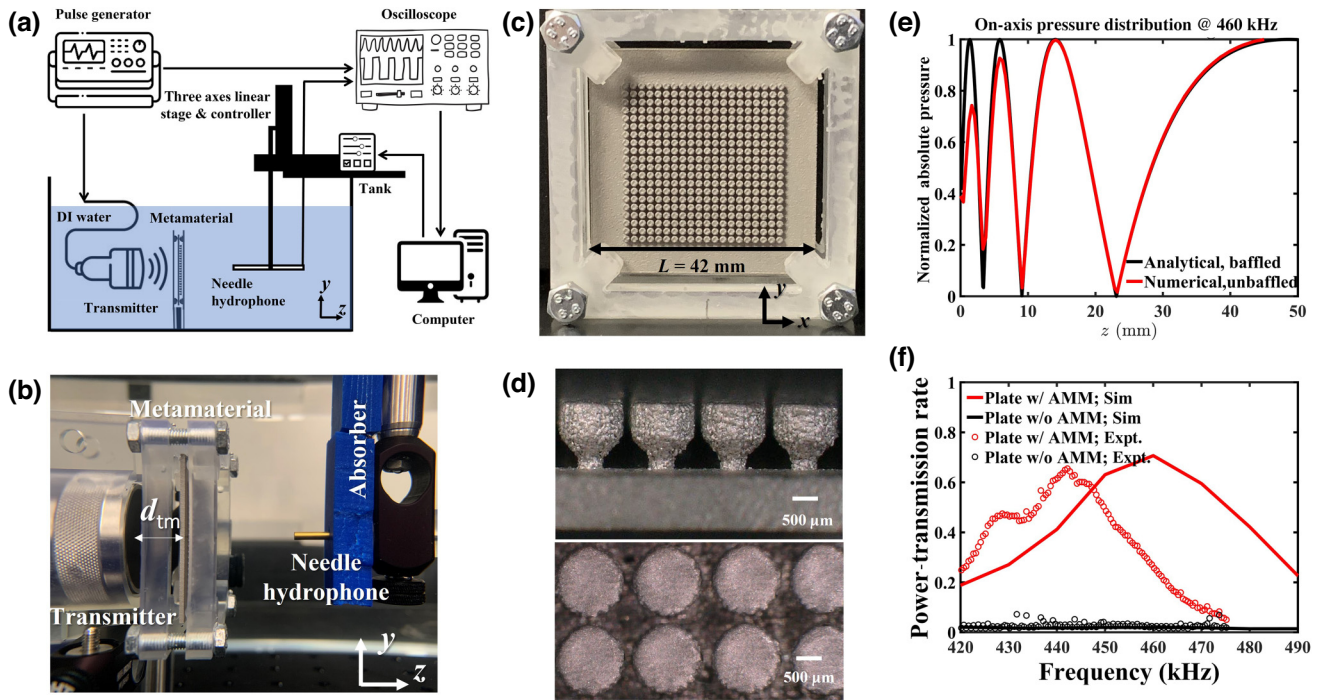 (a)
Pulse generator
Oscilloscope
Three axes linear
stage & controller
Tank
DI water
Metamaterial
Transmitter
Needle
hydrophone
y
z
Computer
(b)
Metamaterial
Absorber
d_tm
Needle
hydrophone
Transmitter
y
z
(c)
L = 42 mm
y
x
(d)
500 µm
500 µm
(e)
On-axis pressure distribution @ 460 kHz
Normalized absolute pressure
1
0.8
0.6
0.4
0.2
0
Analytical, baffled
Numerical,unbaffled
0 10 20 30 40 50
z (mm)
(f)
Power-transmission rate
1
0.8
0.6
0.4
0.2
0
Plate w/ AMM; Sim
Plate w/o AMM; Sim
Plate w/ AMM; Expt.
Plate w/o AMM; Expt.
420 430 440 450 460 470 480 490
Frequency (kHz)